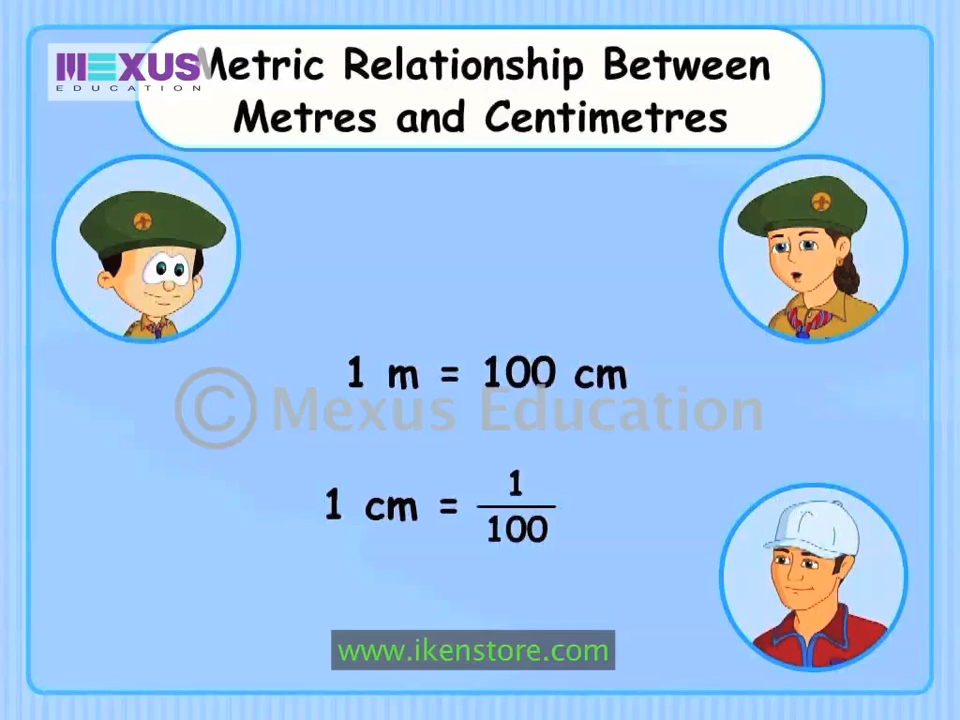 MEXUS
EDUCATION
Metric Relationship Between
Metres and Centimetres
1 m = 100 cm
© Mexus Education
1 cm = 1/100
www.ikenstore.com